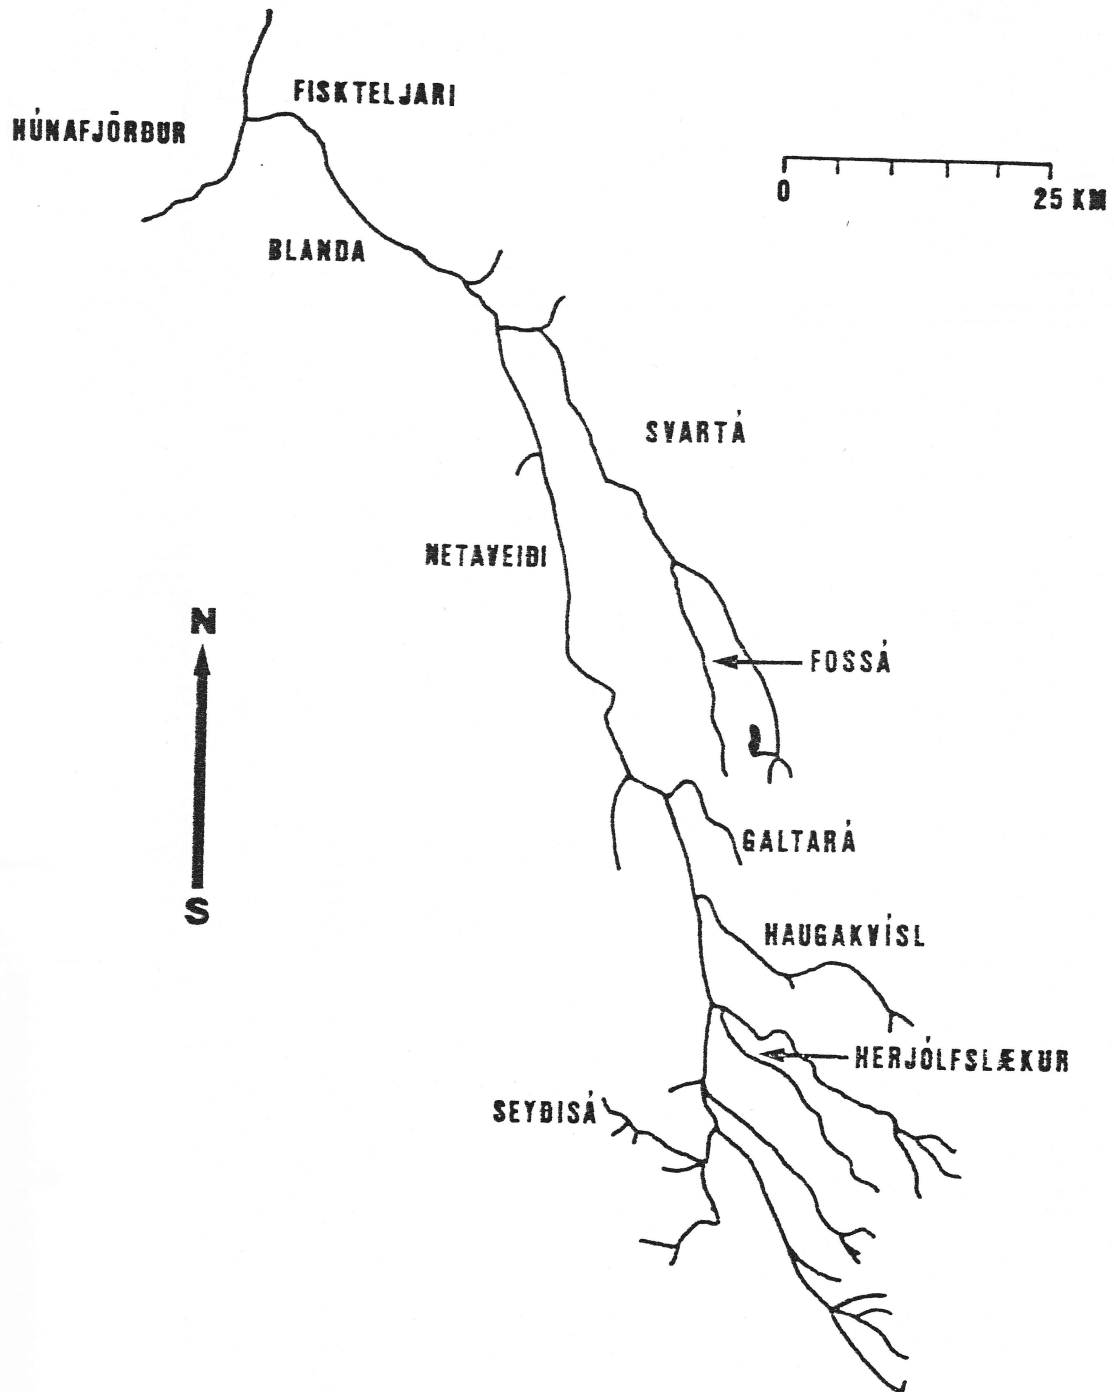 FISKTELJARI
HÚNAFJÖRÐUR
0
25 KM
BLANDA
SVARTÁ
NETAVEIÐI
N
FOSSÁ
GALTARÁ
S
HAUGAKVÍSL
HERJÓLFSLÆKUR
SEYÐISÁ